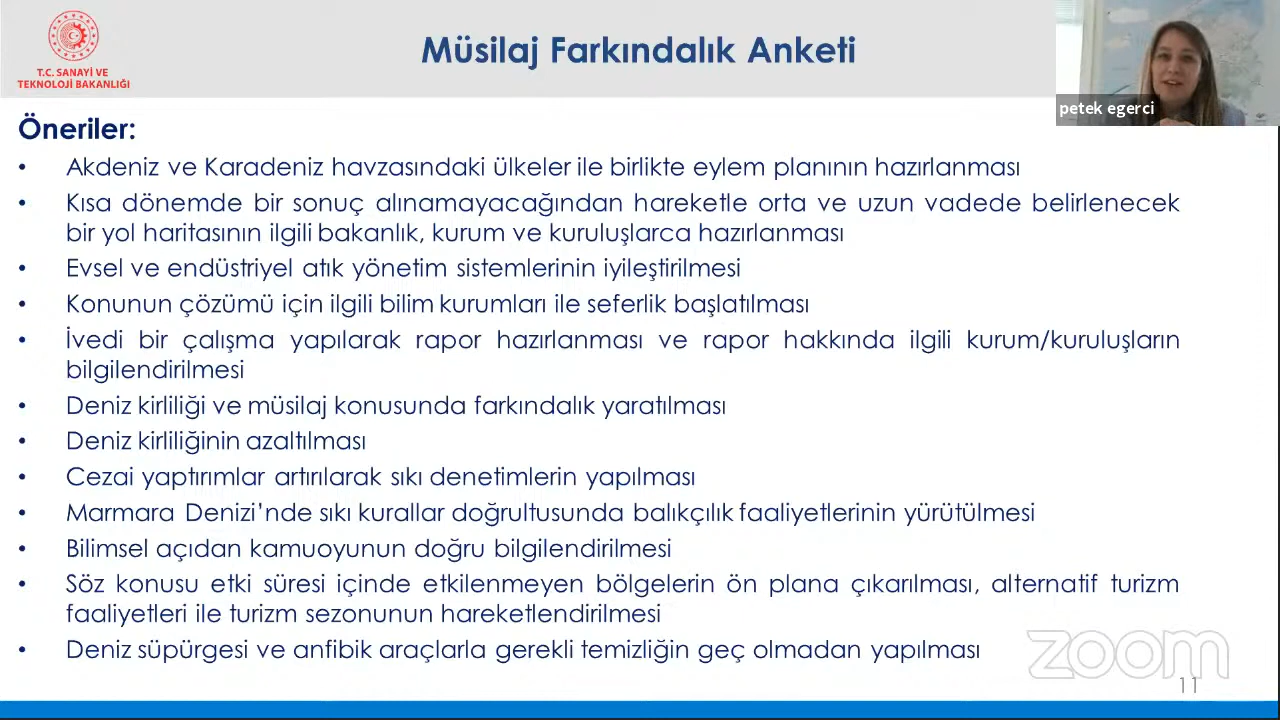 T.C. SANAYİ VE
TEKNOLOJİ BAKANLIĞI
Müsilaj Farkındalık Anketi
petek egerci
Öneriler:
• Akdeniz ve Karadeniz havzasındaki ülkeler ile birlikte eylem planının hazırlanması
• Kısa dönemde bir sonuç alınamayacağından hareketle orta ve uzun vadede belirlenecek
bir yol haritasının ilgili bakanlık, kurum ve kuruluşlarca hazırlanması
• Evsel ve endüstriyel atık yönetim sistemlerinin iyileştirilmesi
• Konunun çözümü için ilgili bilim kurumları ile seferlik başlatılması
• İvedi bir çalışma yapılarak rapor hazırlanması ve rapor hakkında ilgili kurum/kuruluşların
bilgilendirilmesi
• Deniz kirliliği ve müsilaj konusunda farkındalık yaratılması
• Deniz kirliliğinin azaltılması
• Cezai yaptırımlar artırılarak sıkı denetimlerin yapılması
• Marmara Denizi’nde sıkı kurallar doğrultusunda balıkçılık faaliyetlerinin yürütülmesi
• Bilimsel açıdan kamuoyunun doğru bilgilendirilmesi
• Söz konusu etki süresi içinde etkilenmeyen bölgelerin ön plana çıkarılması, alternatif turizm
faaliyetleri ile turizm sezonunun hareketlendirilmesi
• Deniz süpürgesi ve anfibik araçlarla gerekli temizliğin geç olmadan yapılması
zoom
11